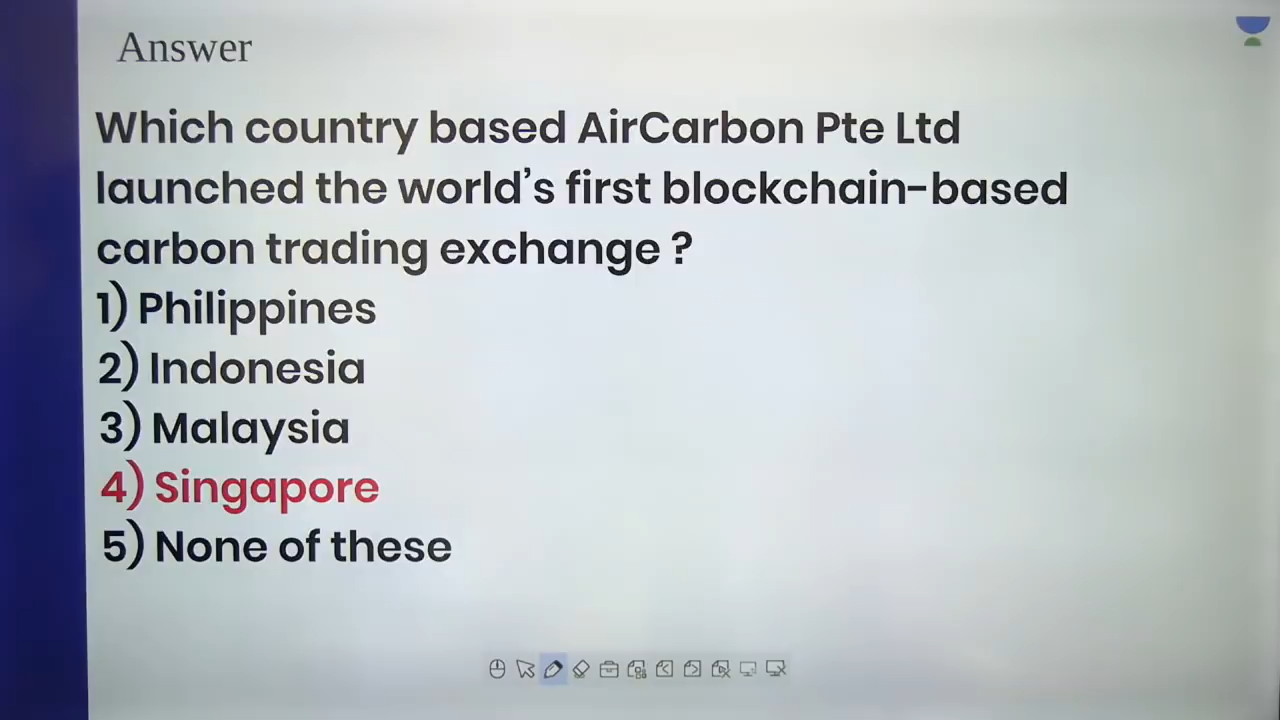 Answer
Which country based AirCarbon Pte Ltd
launched the world's first blockchain-based
carbon trading exchange ?
1) Philippines
2) Indonesia
3) Malaysia
4) Singapore
5) None of these